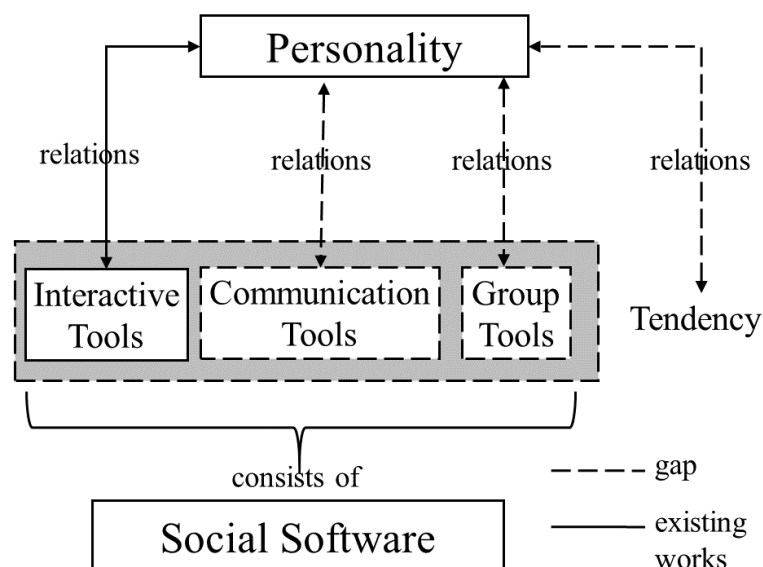 Personality
relations
relations
relations
relations
Interactive
Tools
Communication
Tools
Group
Tools
Tendency
consists of
gap
Social Software
existing
works